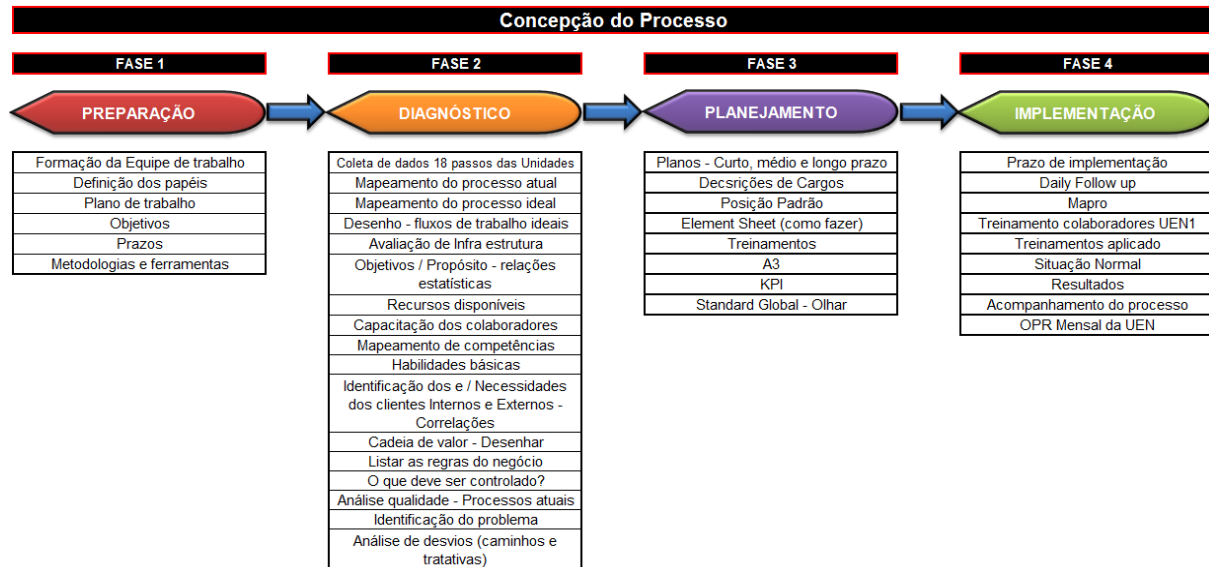 Concepção do Processo
FASE 1
FASE 2
FASE 3
FASE 4
PREPARAÇÃO
DIAGNÓSTICO
PLANEJAMENTO
IMPLEMENTAÇÃO
Formação da Equipe de trabalho
Definição dos papéis
Plano de trabalho
Objetivos
Prazos
Metodologias e ferramentas
Coleta de dados 18 passos das Unidades
Mapeamento do processo atual
Mapeamento do processo ideal
Desenho - fluxos de trabalho ideais
Avaliação de Infra estrutura
Objetivos / Propósito - relações
estatísticas
Recursos disponíveis
Capacitação dos colaboradores
Mapeamento de competências
Habilidades básicas
Identificação dos e / Necessidades
dos clientes Internos e Externos -
Correlações
Cadeia de valor - Desenhar
Listar as regras do negócio
O que deve ser controlado?
Análise qualidade - Processos atuais
Identificação do problema
Análise de desvios (caminhos e
tratativas)
Planos - Curto, médio e longo prazo
Decsrições de Cargos
Posição Padrão
Element Sheet (como fazer)
Treinamentos
A3
KPI
Standard Global - Olhar
Prazo de implementação
Daily Follow up
Mapro
Treinamento colaboradores UEN1
Treinamentos aplicado
Situação Normal
Resultados
Acompanhamento do processo
OPR Mensal da UEN